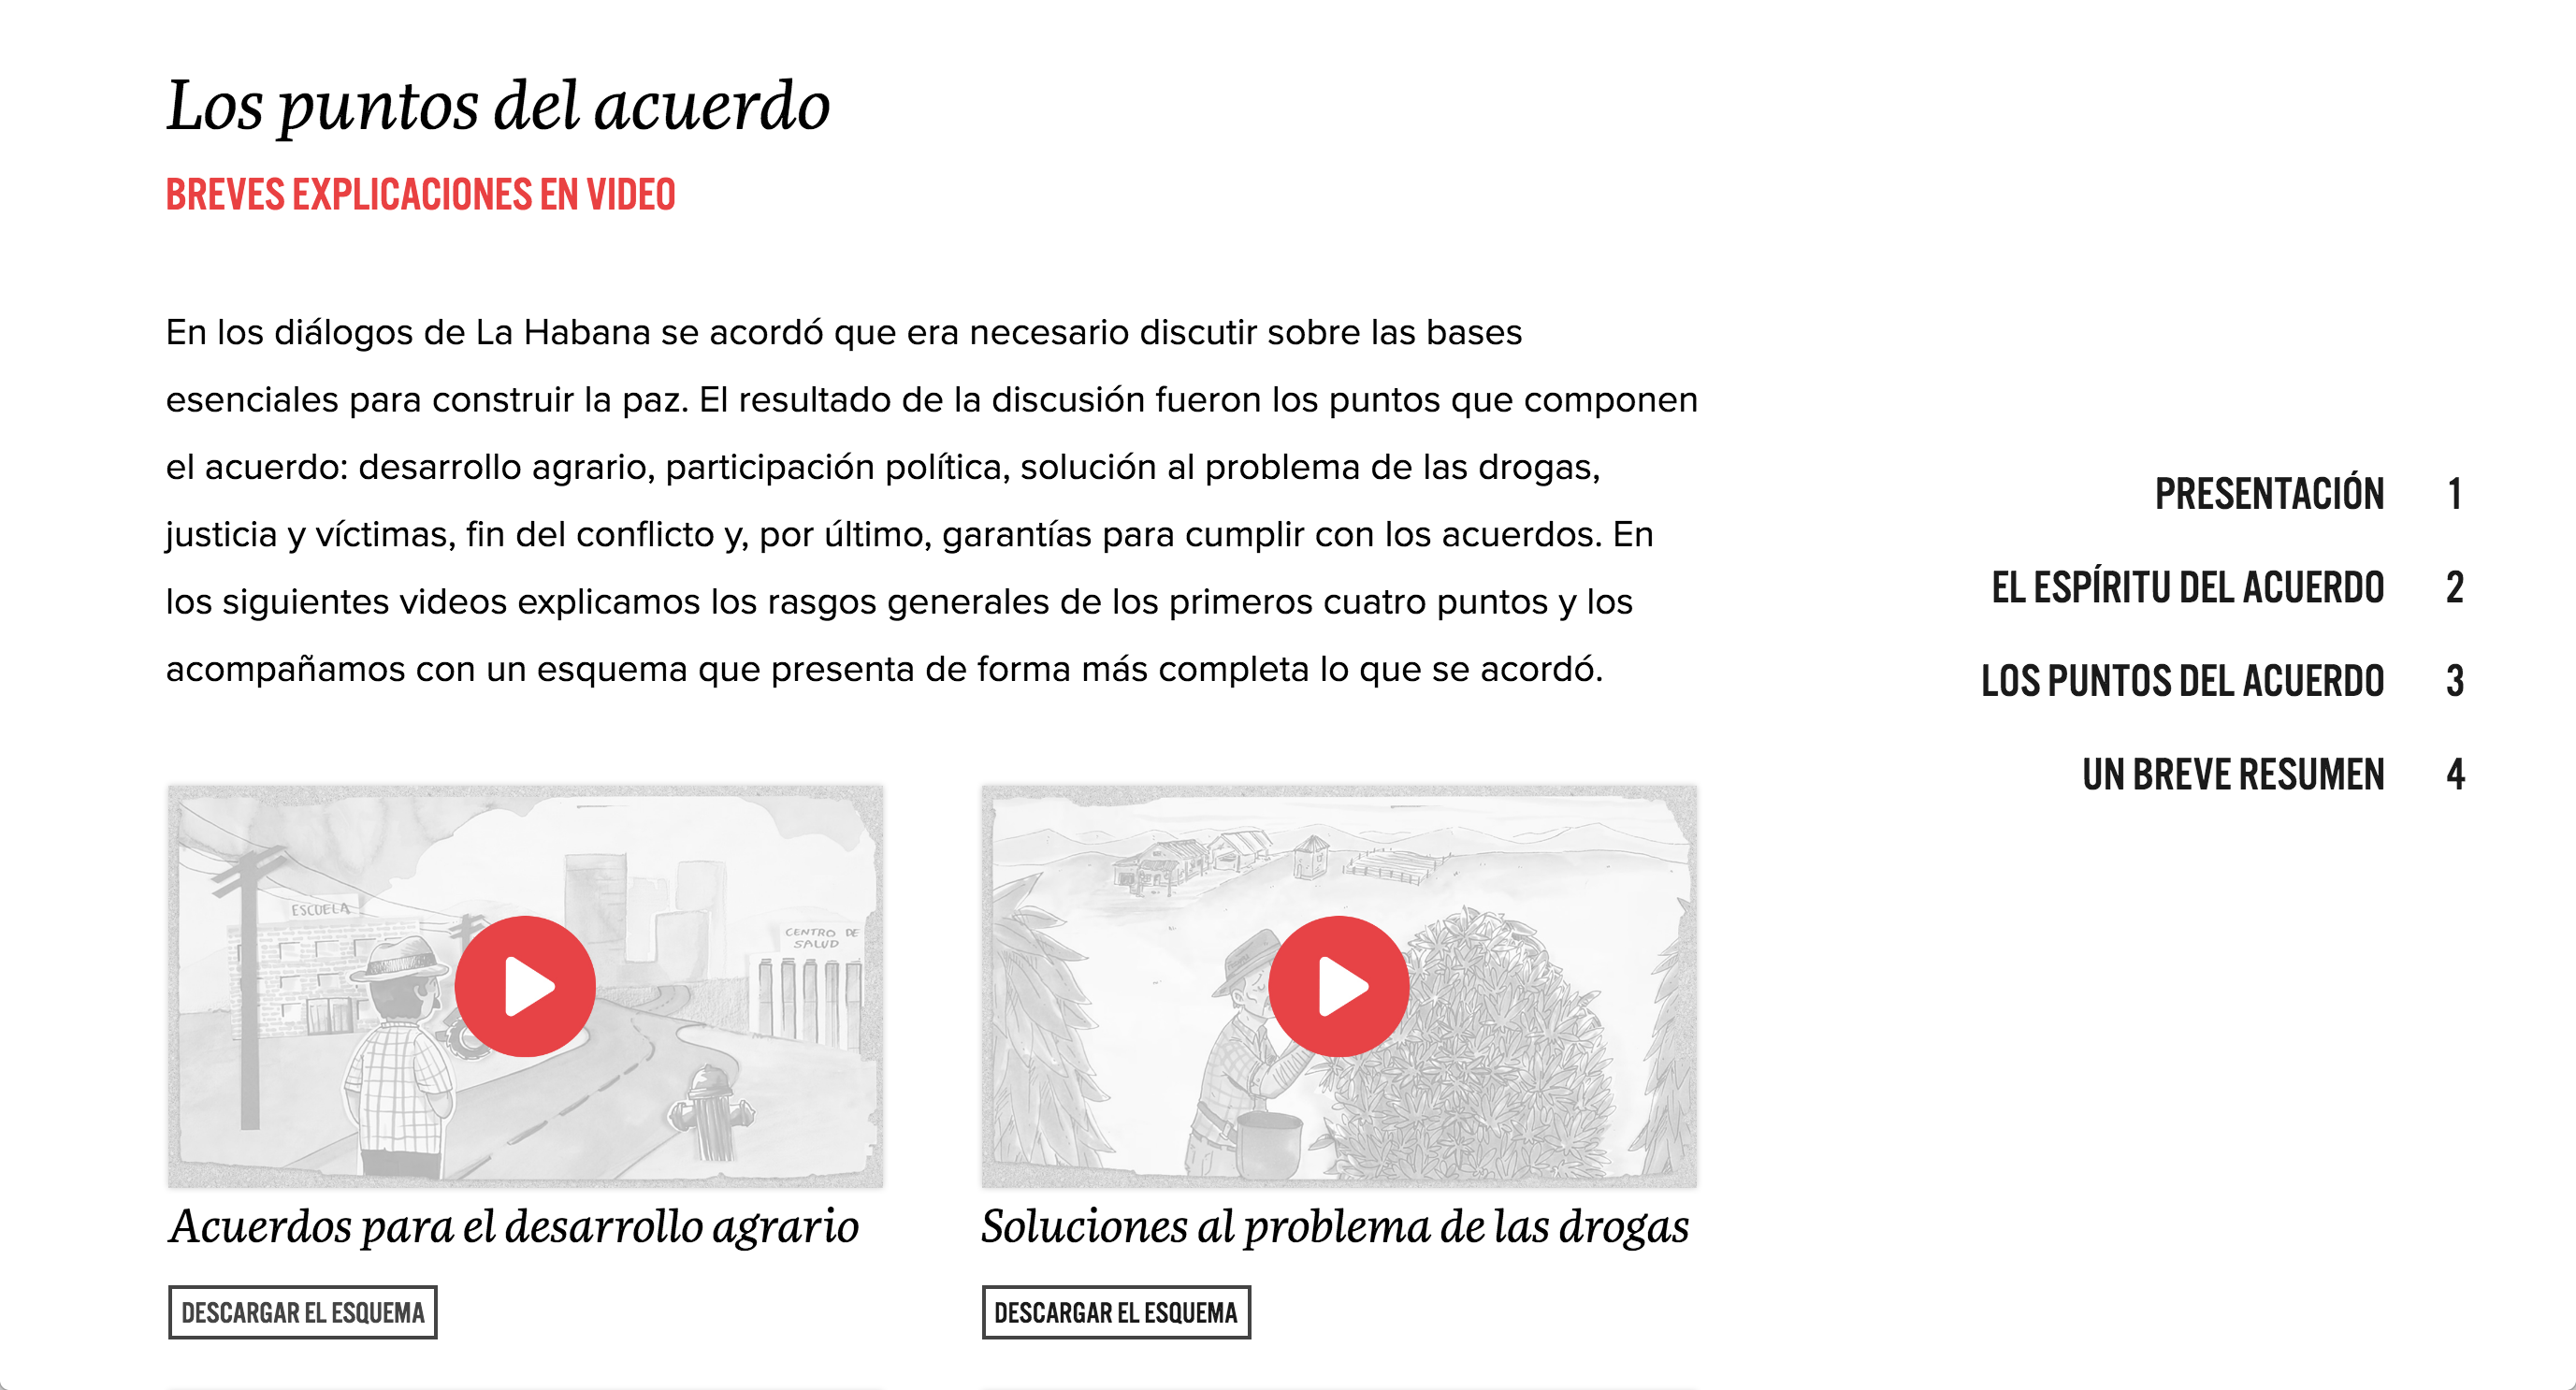 Los puntos del acuerdo
BREVES EXPLICACIONES EN VIDEO
En los diálogos de La Habana se acordó que era necesario discutir sobre las bases
esenciales para construir la paz. El resultado de la discusión fueron los puntos que componen
el acuerdo: desarrollo agrario, participación política, solución al problema de las drogas,
justicia y víctimas, fin del conflicto y, por último, garantías para cumplir con los acuerdos. En
los siguientes videos explicamos los rasgos generales de los primeros cuatro puntos y los
acompañamos con un esquema que presenta de forma más completa lo que se acordó.
PRESENTACIÓN 1
EL ESPÍRITU DEL ACUERDO 2
LOS PUNTOS DEL ACUERDO 3
UN BREVE RESUMEN 4
ESCUELA
CENTRO DE
SALUD
Acuerdos para el desarrollo agrario
DESCARGAR EL ESQUEMA
Soluciones al problema de las drogas
DESCARGAR EL ESQUEMA